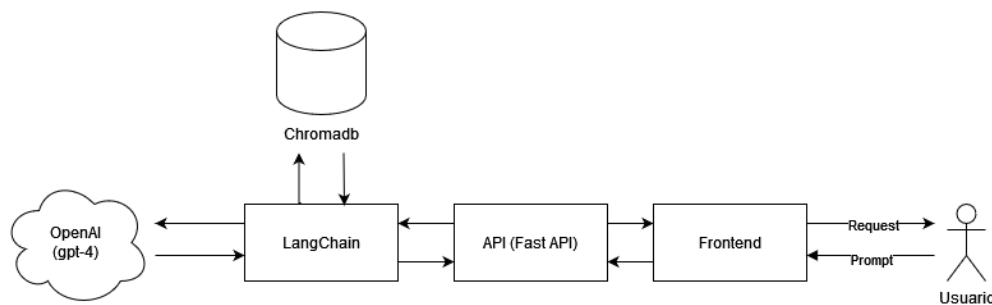 Chromadb
OpenAI
(gpt-4)
LangChain
API (Fast API)
Frontend
Request
Prompt
Usuario